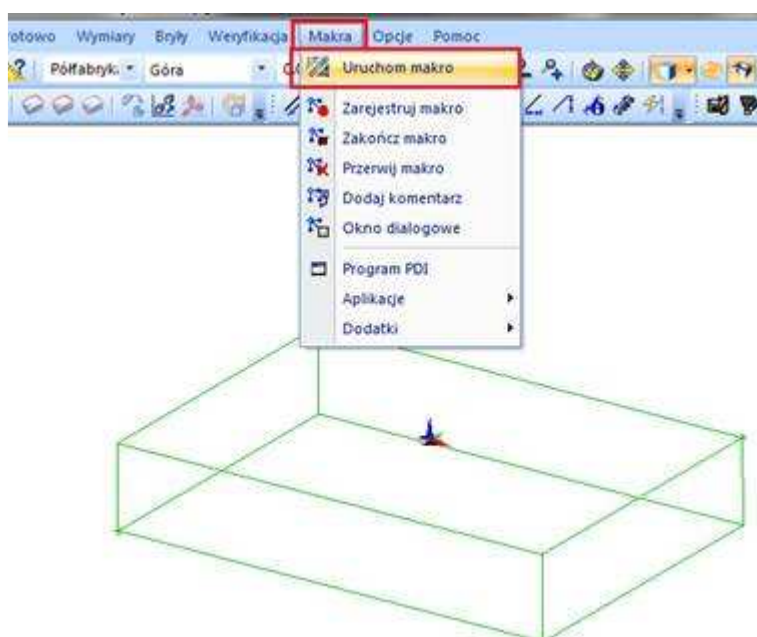 Wymiary Bryły Weryfikacja Makra Opcje Pomoc
Półfabryk. Góra
Uruchom makro
Zarejestruj makro
Zakończ makro
Przerwij makro
Dodaj komentarz
Okno dialogowe
Program PDI
Aplikacje
Dodatki